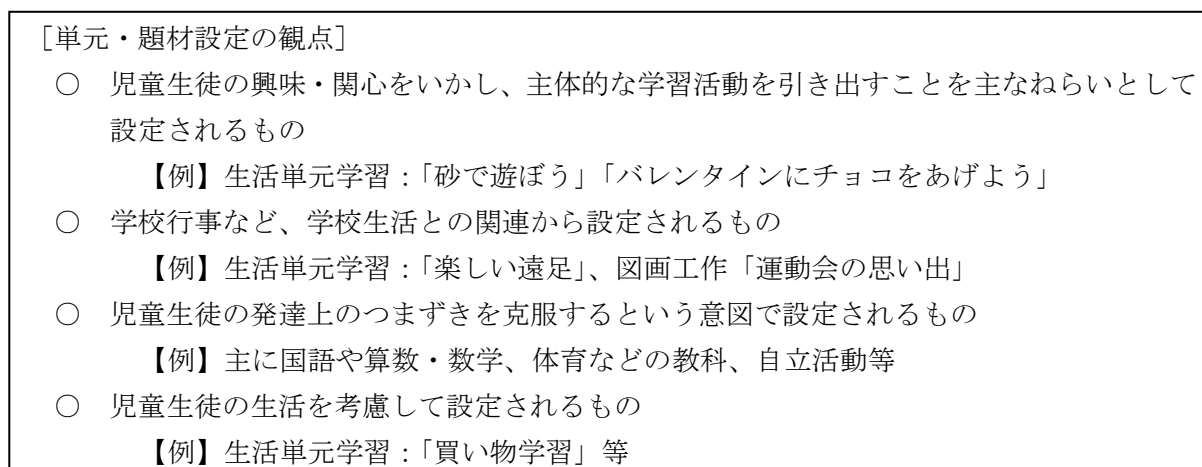 ［単元・題材設定の観点］
○ 児童生徒の興味・関心をいかし、主体的な学習活動を引き出すことを主なねらいとして
設定されるもの
【例】生活単元学習：「砂で遊ぼう」「バレンタインにチョコをあげよう」
○ 学校行事など、学校生活との関連から設定されるもの
【例】生活単元学習：「楽しい遠足」、図画工作「運動会の思い出」
○ 児童生徒の発達上のつまずきを克服するという意図で設定されるもの
【例】主に国語や算数・数学、体育などの教科、自立活動等
○ 児童生徒の生活を考慮して設定されるもの
【例】生活単元学習：「買い物学習」等